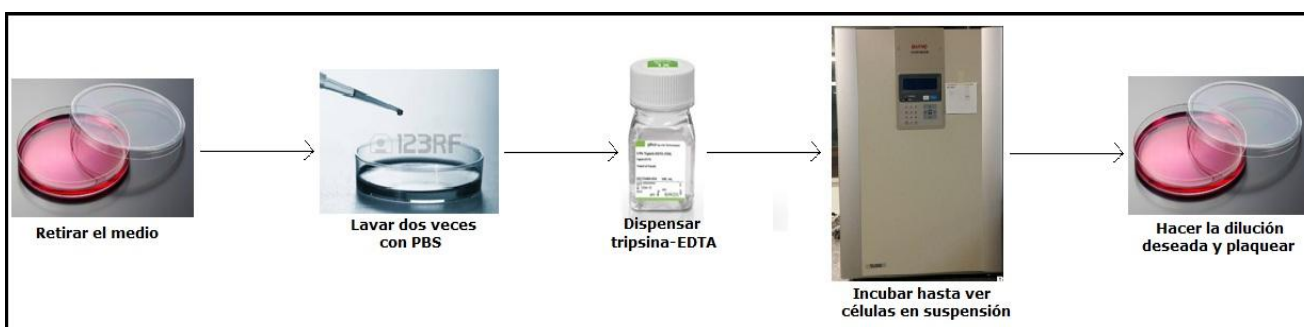 123RF
Retirar el medio
Lavar dos veces
con PBS
Dispensar
tripsina-EDTA
Incubar hasta ver
células en suspensión
Hacer la dilución
deseada y plaquear